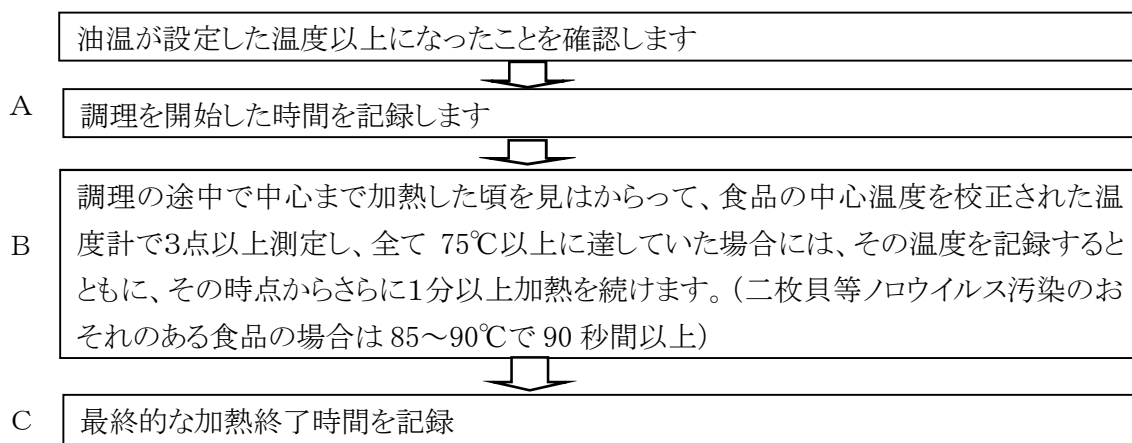 油温が設定した温度以上になったことを確認します
A
調理を開始した時間を記録します
B
調理の途中で中心まで加熱した頃を見はからって、食品の中心温度を校正された温
度計で3点以上測定し、全て 75℃以上に達していた場合には、その温度を記録すると
ともに、その時点からさらに1分以上加熱を続けます。(二枚貝等ノロウイルス汚染のお
それのある食品の場合は 85～90℃で 90 秒間以上)
C
最終的な加熱終了時間を記録